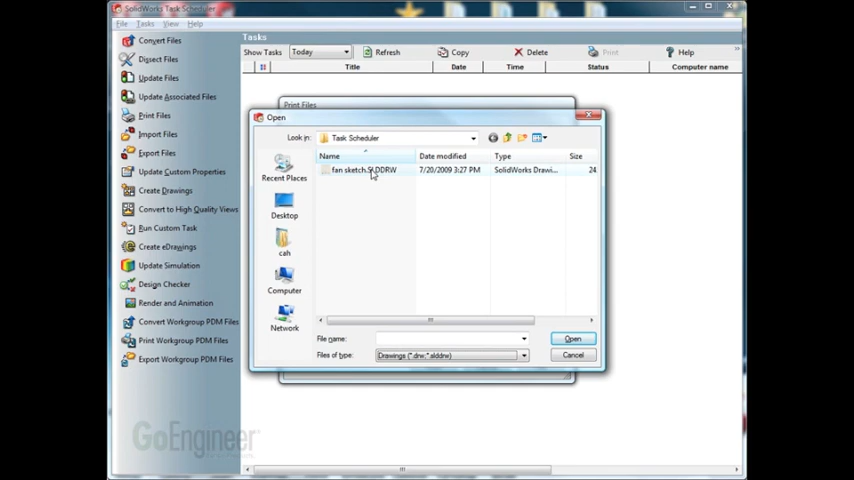 SolidWorks Task Scheduler
File Tasks View Help
Convert Files
Dissect Files
Update Files
Update Associated Files
Print Files
Import Files
Export Files
Update Custom Properties
Create Drawings
Convert to High Quality Views
Run Custom Task
Create eDrawings
Update Simulation
Design Checker
Render and Animation
Convert Workgroup PDM Files
Print Workgroup PDM Files
Export Workgroup PDM Files
Tasks
Show Tasks Today Refresh Copy Delete Print Help
Title Date Time Status Computer name
Print Files
Open
Look in: Task Scheduler
Name Date modified Type Size
fan sketch.SLDDRW 7/20/2009 3:27 PM SolidWorks Drawi... 24
Recent Places
Desktop
cah
Computer
Network
File name: Open
Files of type: Drawings (*.drw;*.slddrw) Cancel
GoEngineer